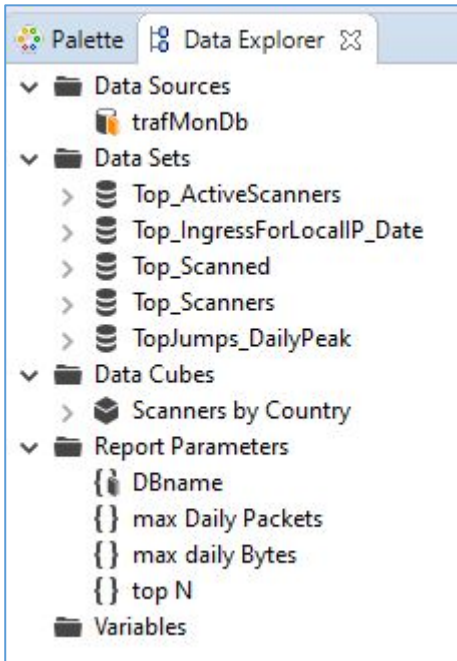 Palette Data Explorer
Data Sources
trafMonDb
Data Sets
Top_ActiveScanners
Top_IngressForLocalIP_Date
Top_Scanned
Top_Scanners
TopJumps_DailyPeak
Data Cubes
Scanners by Country
Report Parameters
DBname
{} max Daily Packets
{} max daily Bytes
{} top N
Variables